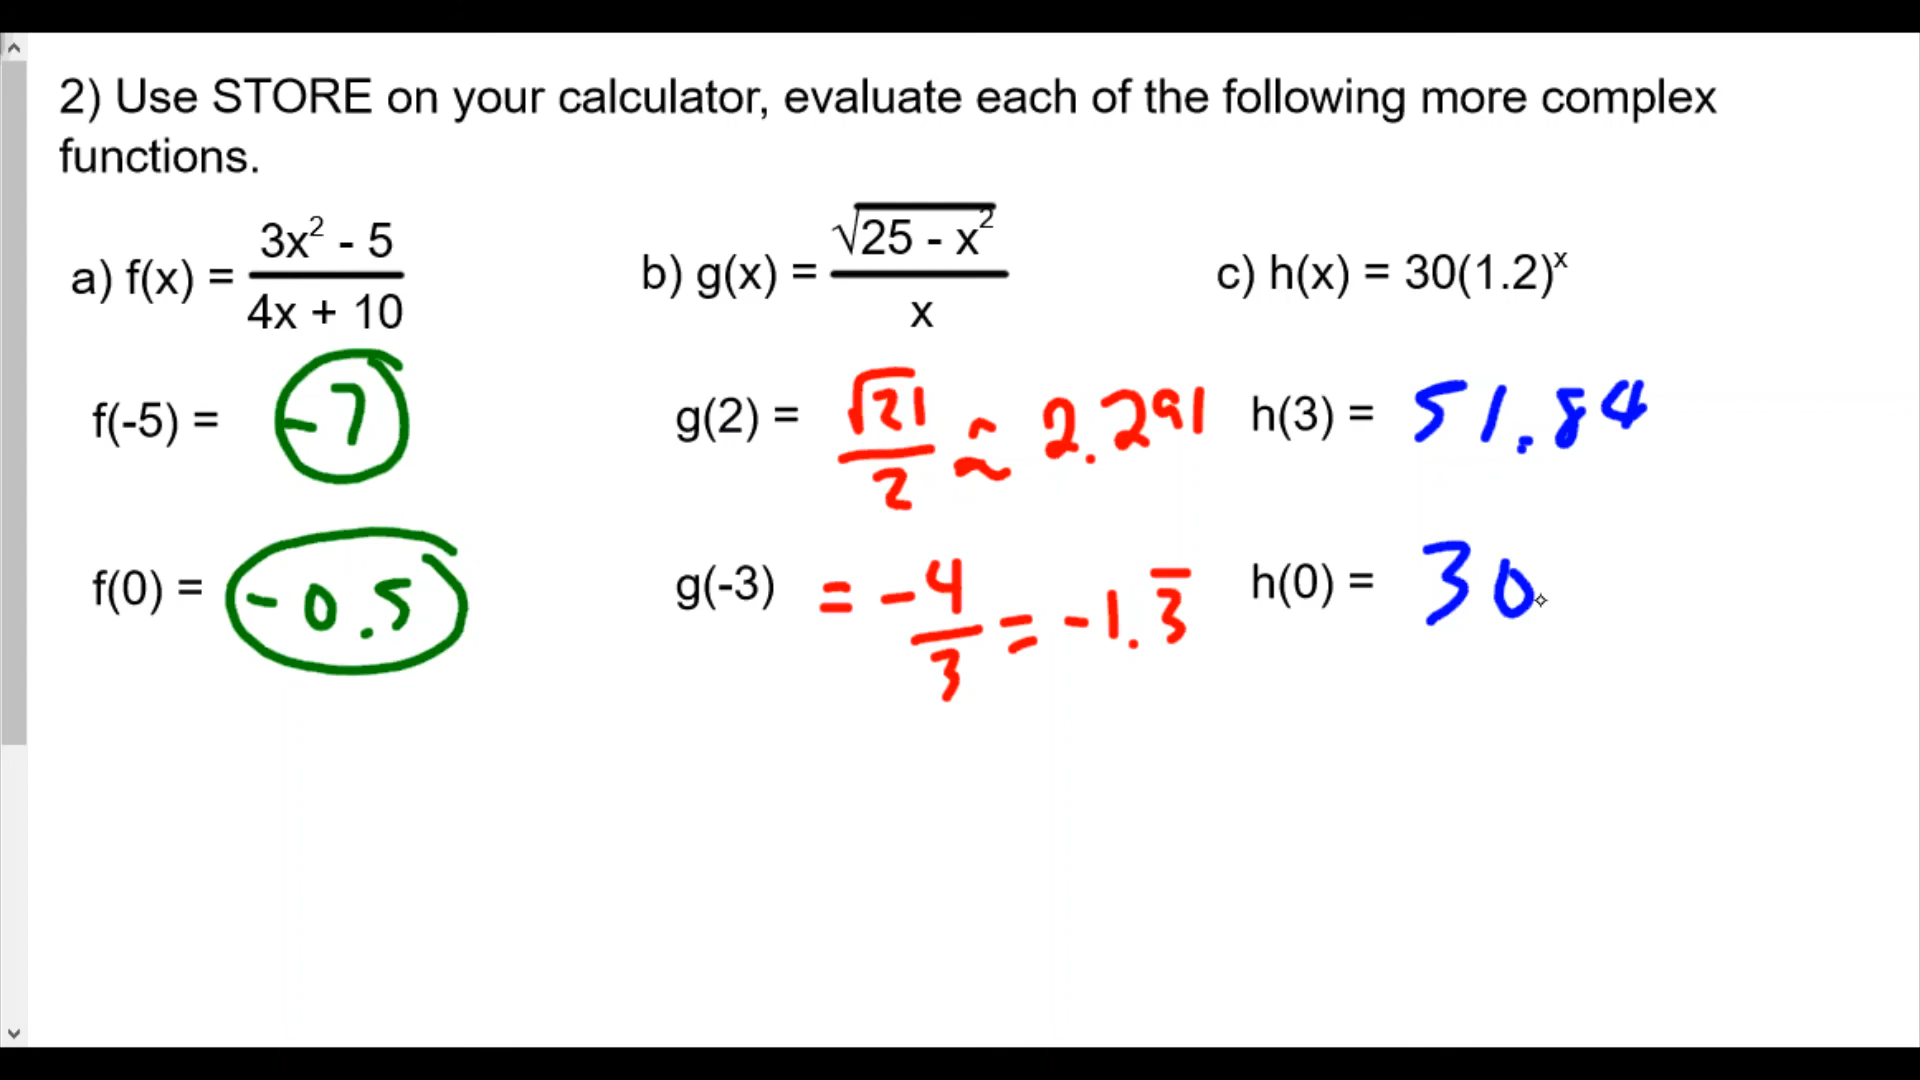 2) Use STORE on your calculator, evaluate each of the following more complex
functions.
a) f(x) = (3x² - 5)/(4x + 10)    b) g(x) = √(25 - x²)/x    c) h(x) = 30(1.2)ˣ
f(-5) = -7    g(2) = √21/2 ≈ 2.291    h(3) = 51.84
f(0) = -0.5    g(-3) = -4/3 = -1.3̅    h(0) = 30